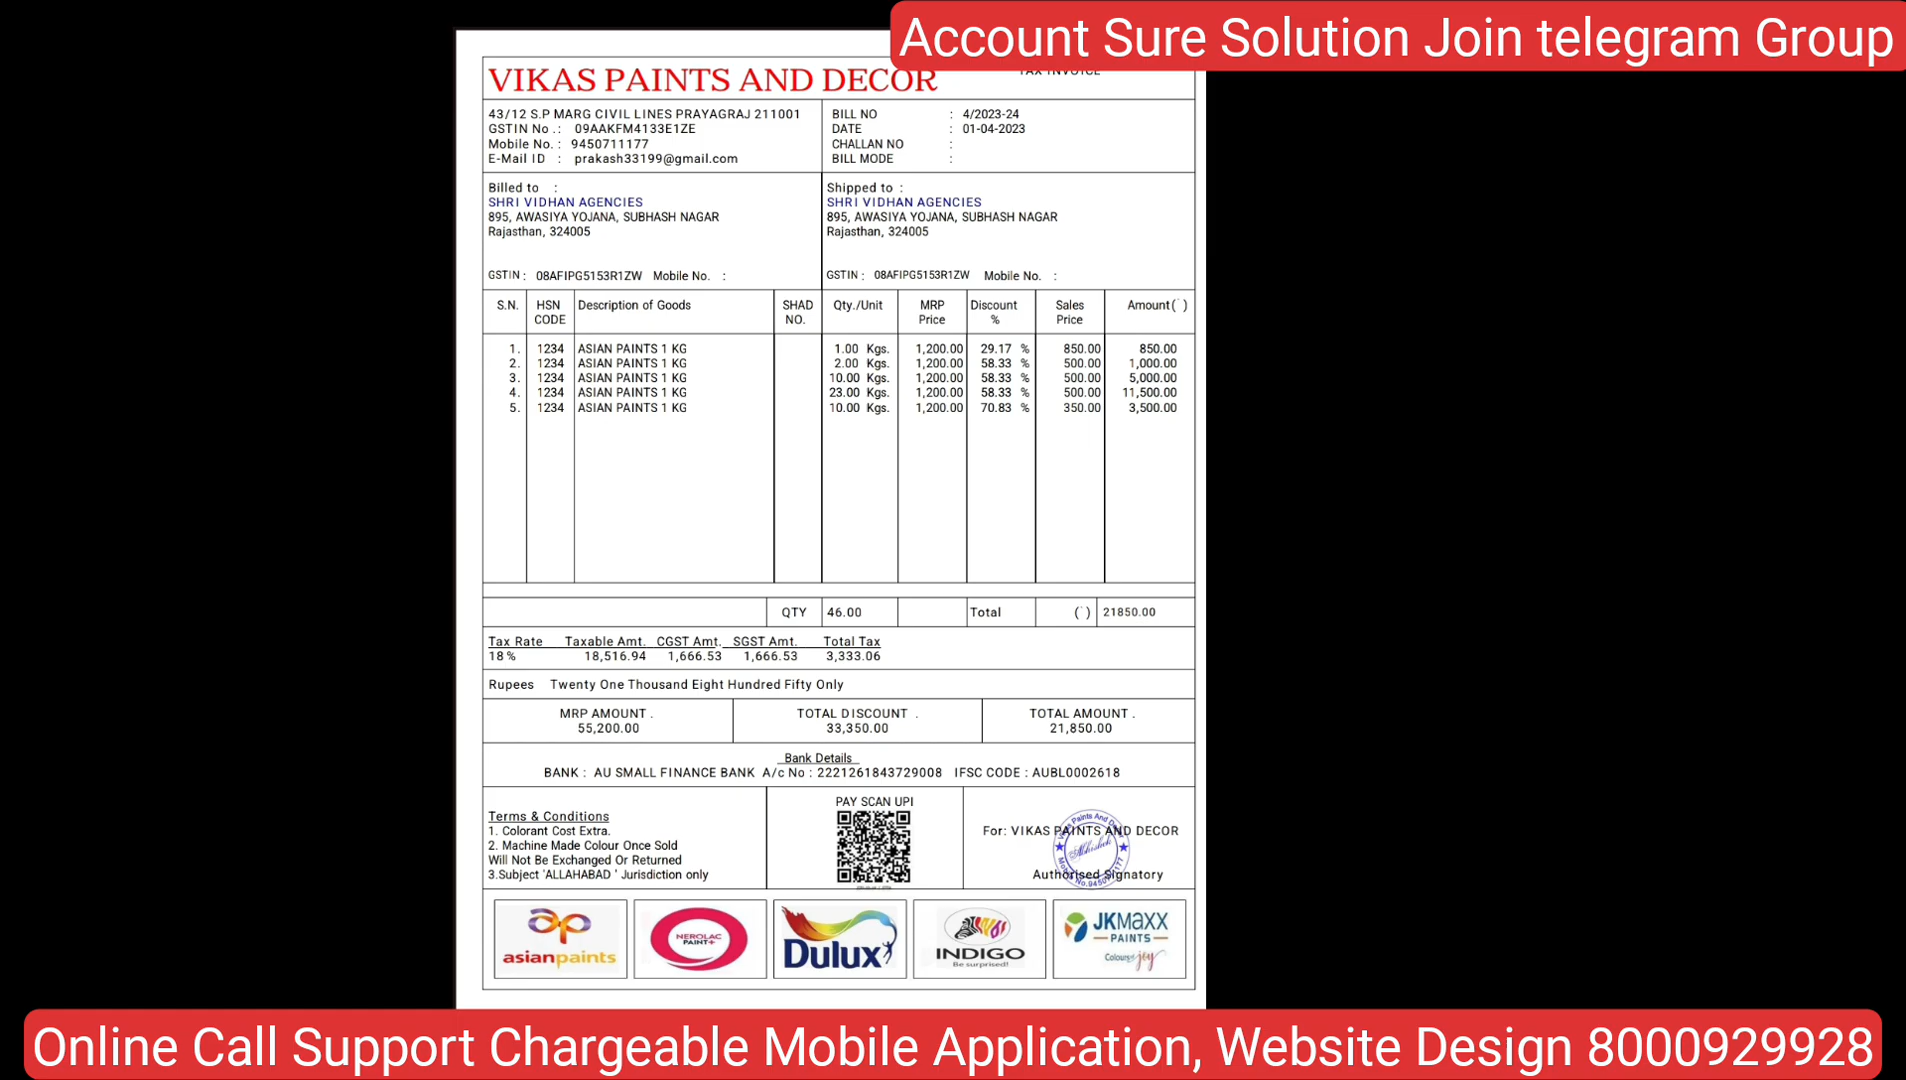 Account Sure Solution Join telegram Group
VIKAS PAINTS AND DECOR
TAX INVOICE
43/12 S.P MARG CIVIL LINES PRAYAGRAJ 211001
GSTIN No .: 09AAKFM4133E1ZE
Mobile No. : 9450711177
E-Mail ID : prakash33199@gmail.com
BILL NO : 4/2023-24
DATE : 01-04-2023
CHALLAN NO :
BILL MODE :
Billed to :
SHRI VIDHAN AGENCIES
895, AWASIYA YOJANA, SUBHASH NAGAR
Rajasthan, 324005
GSTIN : 08AFIPG5153R1ZW Mobile No. :
Shipped to :
SHRI VIDHAN AGENCIES
895, AWASIYA YOJANA, SUBHASH NAGAR
Rajasthan, 324005
GSTIN : 08AFIPG5153R1ZW Mobile No. :
S.N. HSN CODE Description of Goods SHAD NO. Qty./Unit MRP Price Discount % Sales Price Amount(`)
1. 1234 ASIAN PAINTS 1 KG 1.00 Kgs. 1,200.00 29.17 % 850.00 850.00
2. 1234 ASIAN PAINTS 1 KG 2.00 Kgs. 1,200.00 58.33 % 500.00 1,000.00
3. 1234 ASIAN PAINTS 1 KG 10.00 Kgs. 1,200.00 58.33 % 500.00 5,000.00
4. 1234 ASIAN PAINTS 1 KG 23.00 Kgs. 1,200.00 58.33 % 500.00 11,500.00
5. 1234 ASIAN PAINTS 1 KG 10.00 Kgs. 1,200.00 70.83 % 350.00 3,500.00
QTY 46.00 Total (`) 21850.00
Tax Rate Taxable Amt. CGST Amt. SGST Amt. Total Tax
18% 18,516.94 1,666.53 1,666.53 3,333.06
Rupees Twenty One Thousand Eight Hundred Fifty Only
MRP AMOUNT . TOTAL DISCOUNT . TOTAL AMOUNT .
55,200.00 33,350.00 21,850.00
Bank Details
BANK : AU SMALL FINANCE BANK A/c No : 2221261843729008 IFSC CODE : AUBL0002618
Terms & Conditions
1. Colorant Cost Extra.
2. Machine Made Colour Once Sold
Will Not Be Exchanged Or Returned
3.Subject 'ALLAHABAD ' Jurisdiction only
PAY SCAN UPI
For: VIKAS PAINTS AND DECOR
Vikas Paints And Decor
Abhishek
Authorised Signatory
asianpaints
NEROLAC
PAINT+
Dulux
INDIGO
Be surprised!
JKMAXX
PAINTS
Colours of joy
Online Call Support Chargeable Mobile Application, Website Design 8000929928